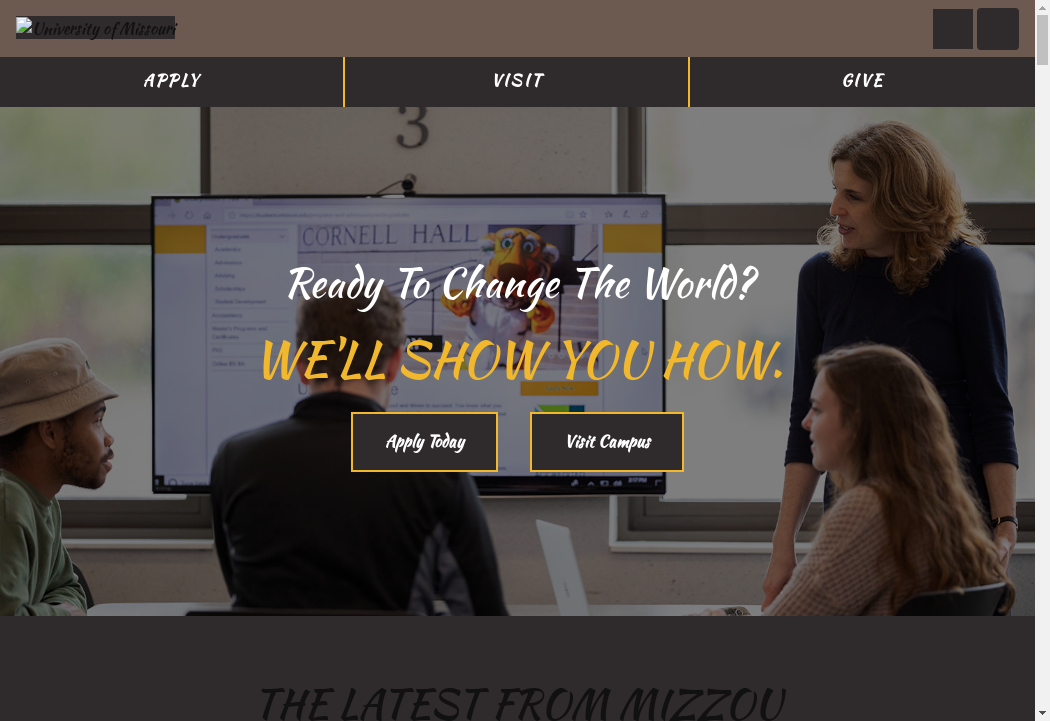 University of Missouri
APPLY
VISIT
GIVE
3
CORNELL HALL
Ready To Change The World?
WE'LL SHOW YOU HOW.
Apply Today
Visit Campus
THE LATEST FROM MIZZOU